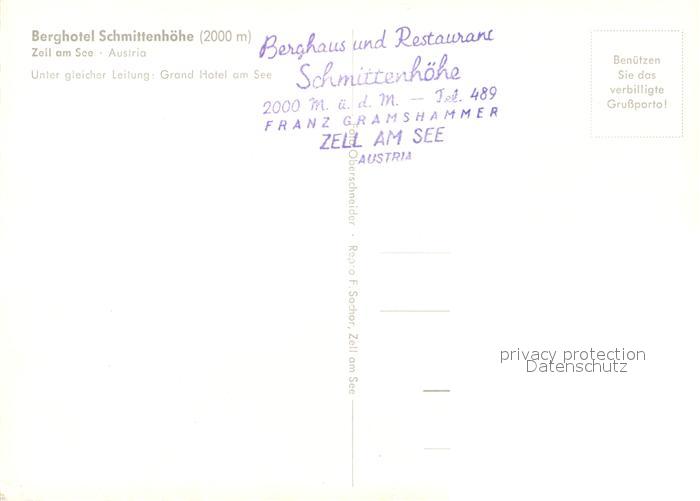 Berghotel Schmittenhöhe (2000 m)
Zell am See · Austria
Unter gleicher Leitung: Grand Hotel am See
Berghaus und Restaurant
Schmittenhöhe
2000 M. ü. d. M. — Tel. 489
FRANZ GRAMSHAMMER
ZELL AM SEE
AUSTRIA
Benützen
Sie das
verbilligte
Grußporto!
Foto Oberschneider · Repro F. Sochor, Zell am See
privacy protection
Datenschutz